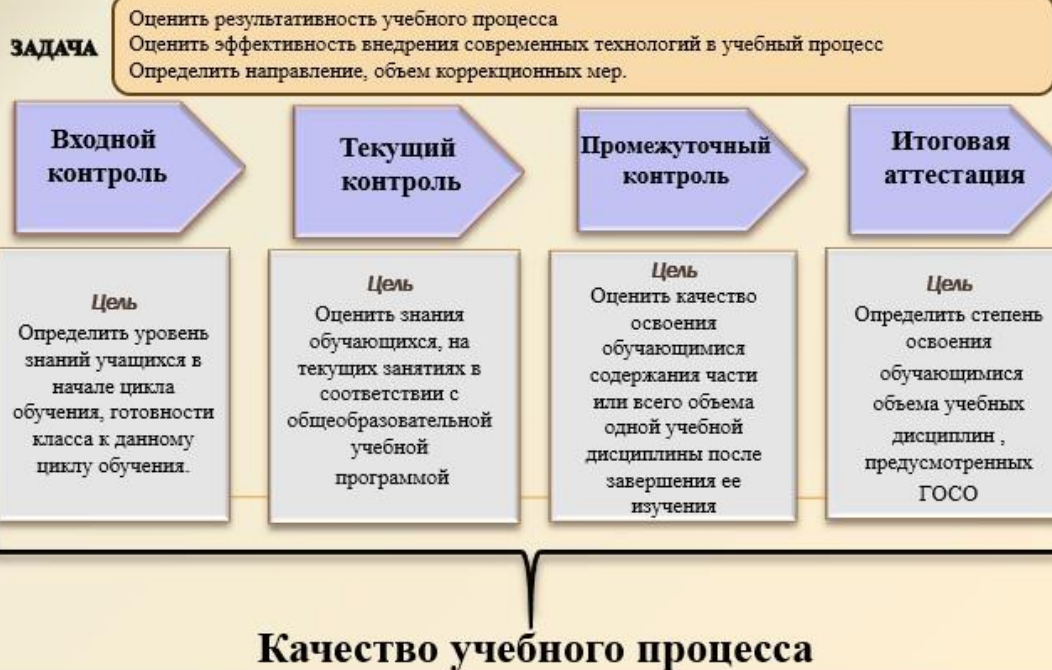 ЗАДАЧА
Оценить результативность учебного процесса
Оценить эффективность внедрения современных технологий в учебный процесс
Определить направление, объем коррекционных мер.
Входной
контроль
Текущий
контроль
Промежуточный
контроль
Итоговая
аттестация
Цель
Определить уровень
знаний учащихся в
начале цикла
обучения, готовности
класса к данному
циклу обучения.
Цель
Оценить знания
обучающихся, на
текущих занятиях в
соответствии с
общеобразовательной
учебной
программой
Цель
Оценить качество
освоения
обучающимися
содержания части
или всего объема
одной учебной
дисциплины после
завершения ее
изучения
Цель
Определить степень
освоения
обучающимися
объема учебных
дисциплин ,
предусмотренных
ГОСО
Качество учебного процесса